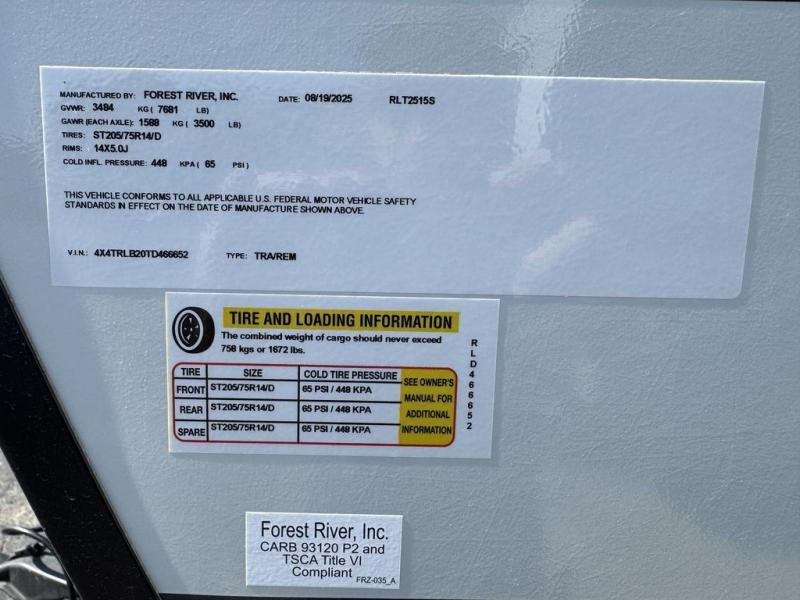 MANUFACTURED BY: FOREST RIVER, INC. DATE: 08/19/2025 RLT2515S
GVWR: 3484 KG ( 7681 LB)
GAWR (EACH AXLE): 1588 KG ( 3500 LB)
TIRES: ST205/75R14/D
RIMS: 14X5.0J
COLD INFL. PRESSURE: 448 KPA ( 65 PSI )
THIS VEHICLE CONFORMS TO ALL APPLICABLE U.S. FEDERAL MOTOR VEHICLE SAFETY
STANDARDS IN EFFECT ON THE DATE OF MANUFACTURE SHOWN ABOVE.
V.I.N.: 4X4TRLB20TD466652 TYPE: TRA/REM
TIRE AND LOADING INFORMATION
The combined weight of cargo should never exceed
758 kgs or 1672 lbs.
TIRE SIZE COLD TIRE PRESSURE
FRONT ST205/75R14/D 65 PSI / 448 KPA
REAR ST205/75R14/D 65 PSI / 448 KPA
SPARE ST205/75R14/D 65 PSI / 448 KPA
SEE OWNER'S
MANUAL FOR
ADDITIONAL
INFORMATION
RLD466652
Forest River, Inc.
CARB 93120 P2 and
TSCA Title VI
Compliant FRZ-035_A